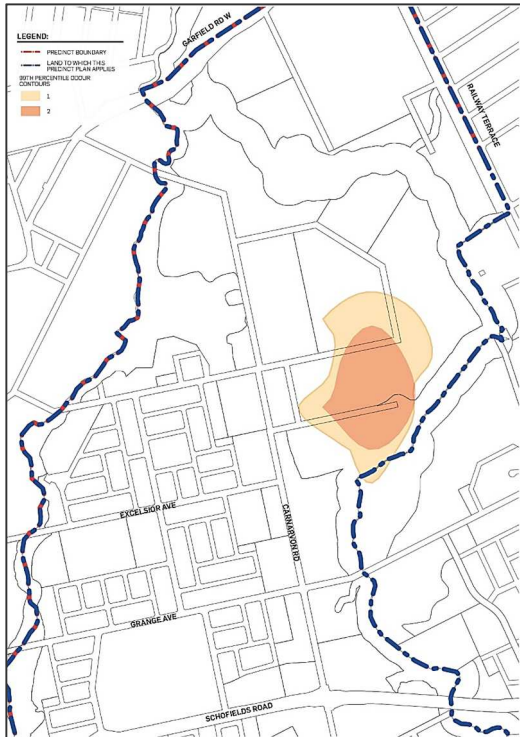 LEGEND:
PRECINCT BOUNDARY
LAND TO WHICH THIS
PRECINCT PLAN APPLIES
99TH PERCENTILE ODOUR
CONTOURS
1
2
GARFIELD RD W
RAILWAY TERRACE
EXCELSIOR AVE
CARNARVON RD
GRANGE AVE
SCHOFIELDS ROAD